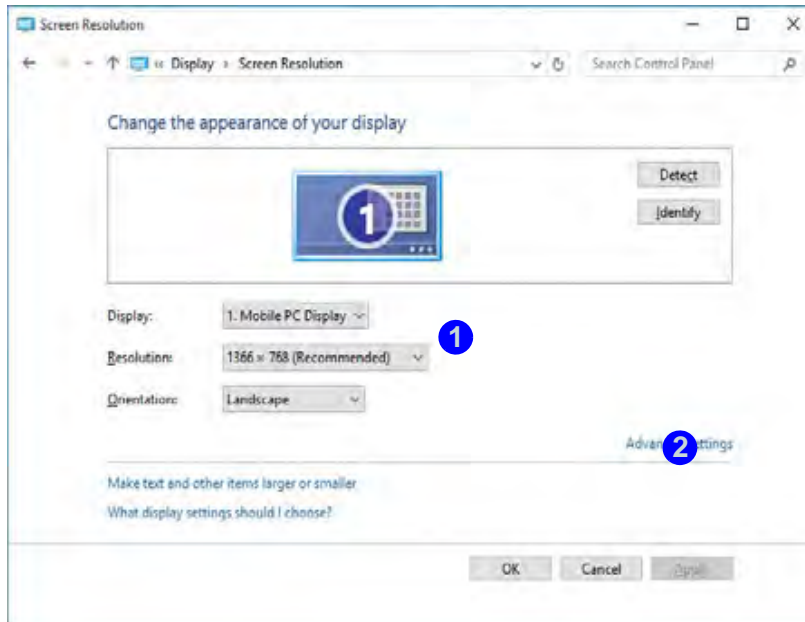 Screen Resolution
« Display › Screen Resolution
Search Control Panel
Change the appearance of your display
1
Detect
Identify
Display: 1. Mobile PC Display
Resolution: 1366 × 768 (Recommended)
1
Orientation: Landscape
2
Make text and other items larger or smaller
What display settings should I choose?
OK Cancel Apply